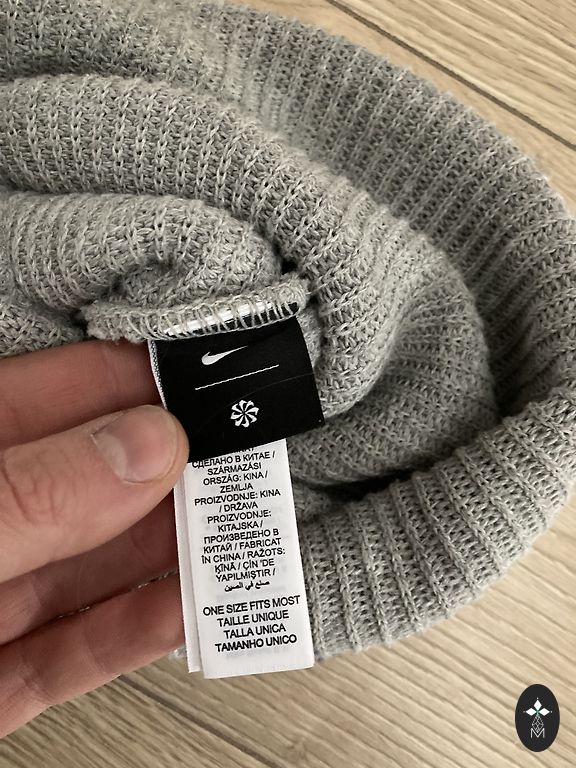 СДЕЛАНО В КИТАЕ /
SZÁRMAZÁSI
ORSZÁG: KINA /
ZEMLJA
PROIZVODNJE: KINA
/ DRŽAVA
PROIZVODNJE:
KITAJSKA /
ПРОИЗВЕДЕНО В
КИТАЙ / FABRICAT
ÎN CHINA / RAŽOTS:
ĶĪNĀ / ÇİN 'DE
YAPILMIŞTIR /
صنع في الصين
ONE SIZE FITS MOST
TAILLE UNIQUE
TALLA UNICA
TAMANHO UNICO
M